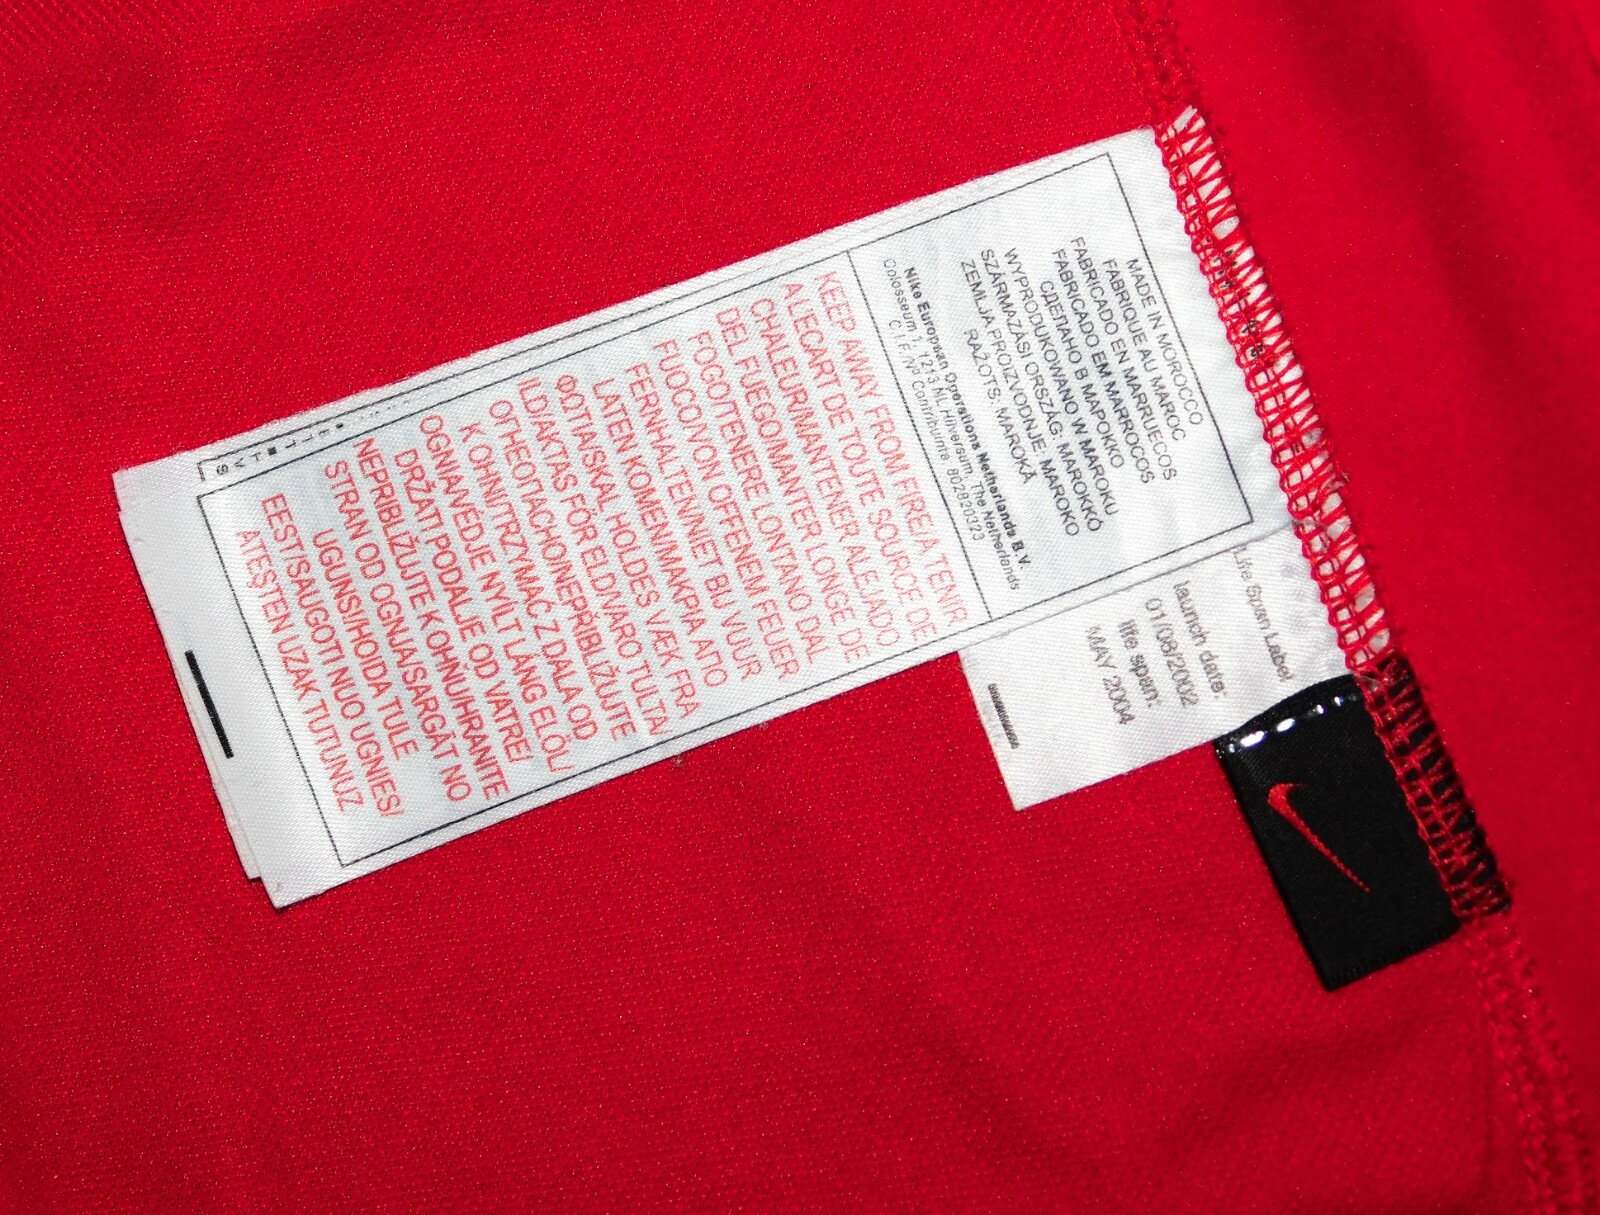 MADE IN MOROCCO
FABRIQUE AU MAROC
FABRICADO EN MARRUECOS
FABRICADO EM MARROCOS
СДЕЛАНО В МАРОККО
WYPRODUKOWANO W MAROKU
SZÁRMAZÁSI ORSZÁG: MAROKKÓ
ZEMLJA PROIZVODNJE: MAROKO
RAŽOTS: MAROKĀ
Nike European Operations Netherlands B.V.
Colosseum 1, 1213 NL Hilversum, The Netherlands
C.I.F./Nº Contribuinte 802820323
KEEP AWAY FROM FIRE/A TENIR
A L'ECART DE TOUTE SOURCE DE
CHALEUR/MANTENER ALEJADO
DEL FUEGO/MANTER LONGE DE
FOGO/TENERE LONTANO DAL
FUOCO/VON OFFENEM FEUER
FERNHALTEN/NIET BIJ VUUR
LATEN KOMEN/ΜΑΚΡΙΑ ΑΠΟ
ΦΩΤΙΑ/SKAL HOLDES VÆK FRA
ILD/AKTAS FÖR ELD/VARO TULTA/
ОГНЕОПАСНО/NEPŘIBLIŽUJTE
K OHNI/TRZYMAĆ Z DALA OD
OGNIA/VÉDJE NYÍLT LÁNG ELŐL/
DRŽATI PODALJE OD VATRE/
NEPRIBLIŽUJTE K OHŇU/HRANITE
STRAN OD OGNJA/SARGĀT NO
UGUNS!/HOIDA TULE
EEST/SAUGOTI NUO UGNIES/
ATEŞTEN UZAK TUTUNUZ
Life Span Label
launch date:
01/08/2002
life span:
MAY 2004